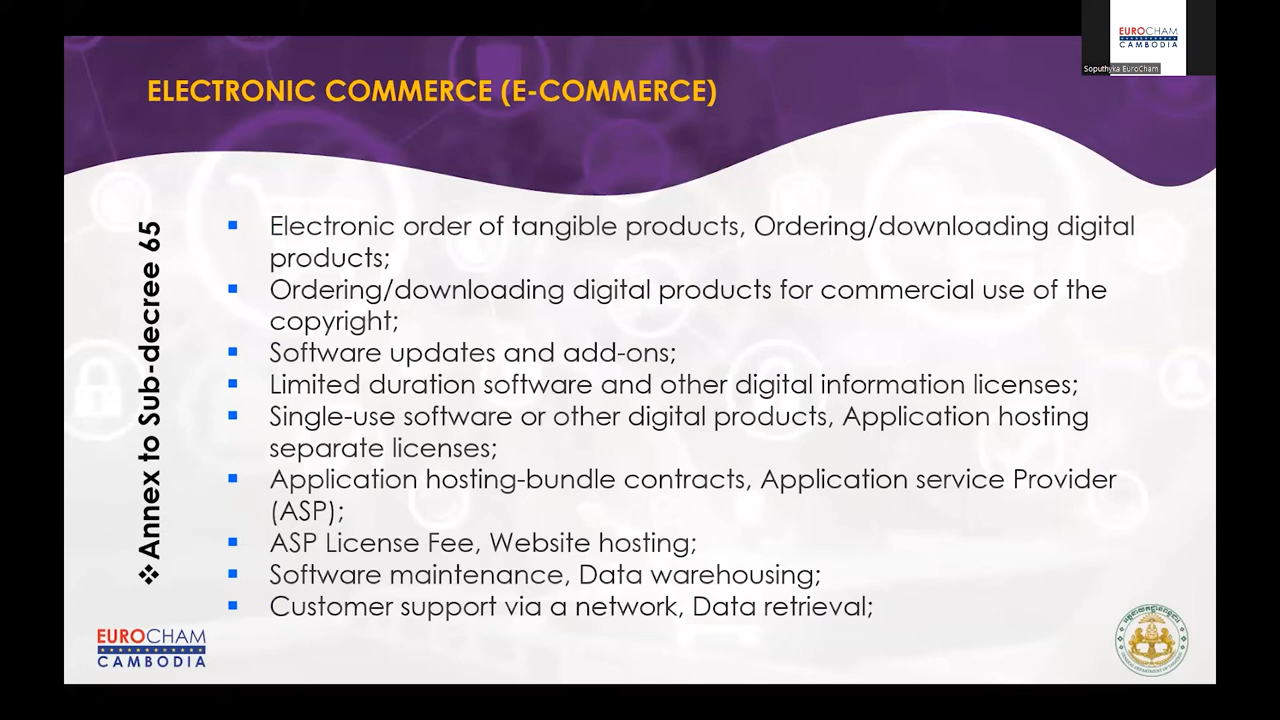 EUROCHAM
CAMBODIA
Soputhyka EuroCham
ELECTRONIC COMMERCE (E-COMMERCE)
❖Annex to Sub-decree 65
▪ Electronic order of tangible products, Ordering/downloading digital
products;
▪ Ordering/downloading digital products for commercial use of the
copyright;
▪ Software updates and add-ons;
▪ Limited duration software and other digital information licenses;
▪ Single-use software or other digital products, Application hosting
separate licenses;
▪ Application hosting-bundle contracts, Application service Provider
(ASP);
▪ ASP License Fee, Website hosting;
▪ Software maintenance, Data warehousing;
▪ Customer support via a network, Data retrieval;
EUROCHAM
CAMBODIA